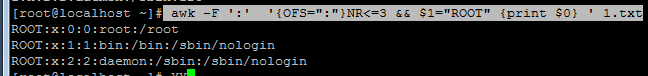 [root@localhost ~]# awk -F ':'  '{OFS=":"}NR<=3 && $1="ROOT" {print $0} ' 1.txt
ROOT:x:0:0:root:/root
ROOT:x:1:1:bin:/bin:/sbin/nologin
ROOT:x:2:2:daemon:/sbin:/sbin/nologin